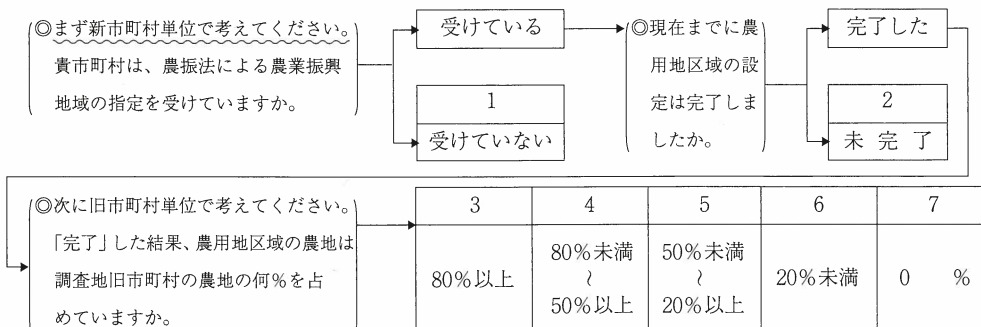 ◎まず新市町村単位で考えてください。
貴市町村は、農振法による農業振興
地域の指定を受けていますか。
受けている
1
受けていない
◎現在までに農
用地区域の設
定は完了しま
したか。
完了した
2
未完了
◎次に旧市町村単位で考えてください。
「完了」した結果、農用地区域の農地は
調査地旧市町村の農地の何%を占
めていますか。
3
80%以上
4
80%未満
~
50%以上
5
50%未満
~
20%以上
6
20%未満
7
0 %